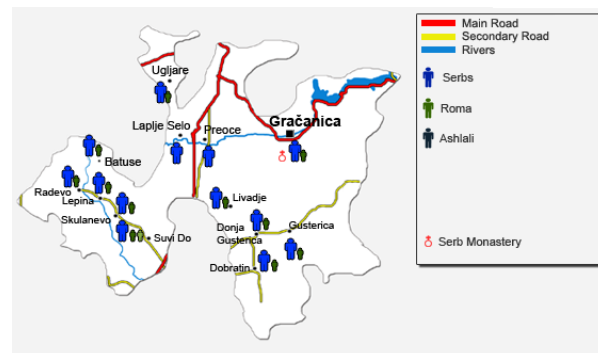 Main Road
Secondary Road
Rivers
Serbs
Roma
Ashlali
Serb Monastery
Ugljare
Laplje Selo
Preoce
Gračanica
Batuse
Radevo
Lepina
Skulanevo
Suvi Do
Livadje
Donja
Gusterica
Gusterica
Dobratin